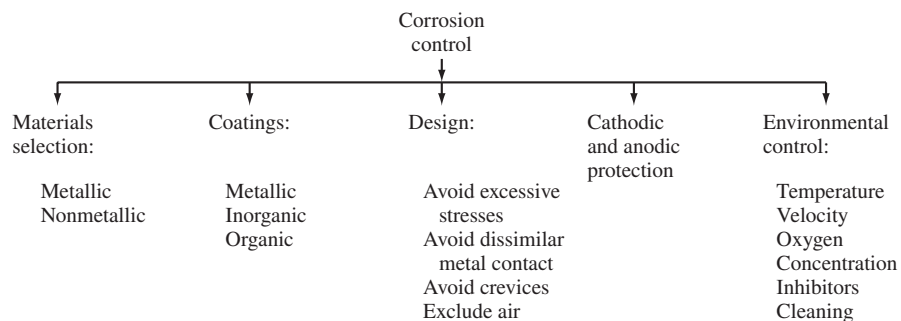 Corrosion
control
Materials
selection:
Metallic
Nonmetallic
Coatings:
Metallic
Inorganic
Organic
Design:
Avoid excessive
stresses
Avoid dissimilar
metal contact
Avoid crevices
Exclude air
Cathodic
and anodic
protection
Environmental
control:
Temperature
Velocity
Oxygen
Concentration
Inhibitors
Cleaning